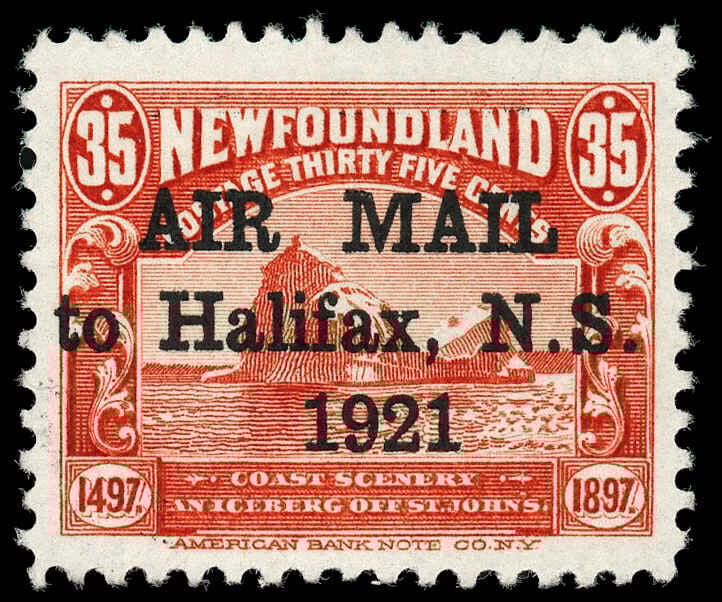 35 NEWFOUNDLAND 35
POSTAGE THIRTY FIVE CENTS
AIR MAIL
to Halifax, N.S.
1921
1497. COAST SCENERY 1897.
AN ICEBERG OFF ST. JOHN'S.
AMERICAN BANK NOTE CO. N.Y.